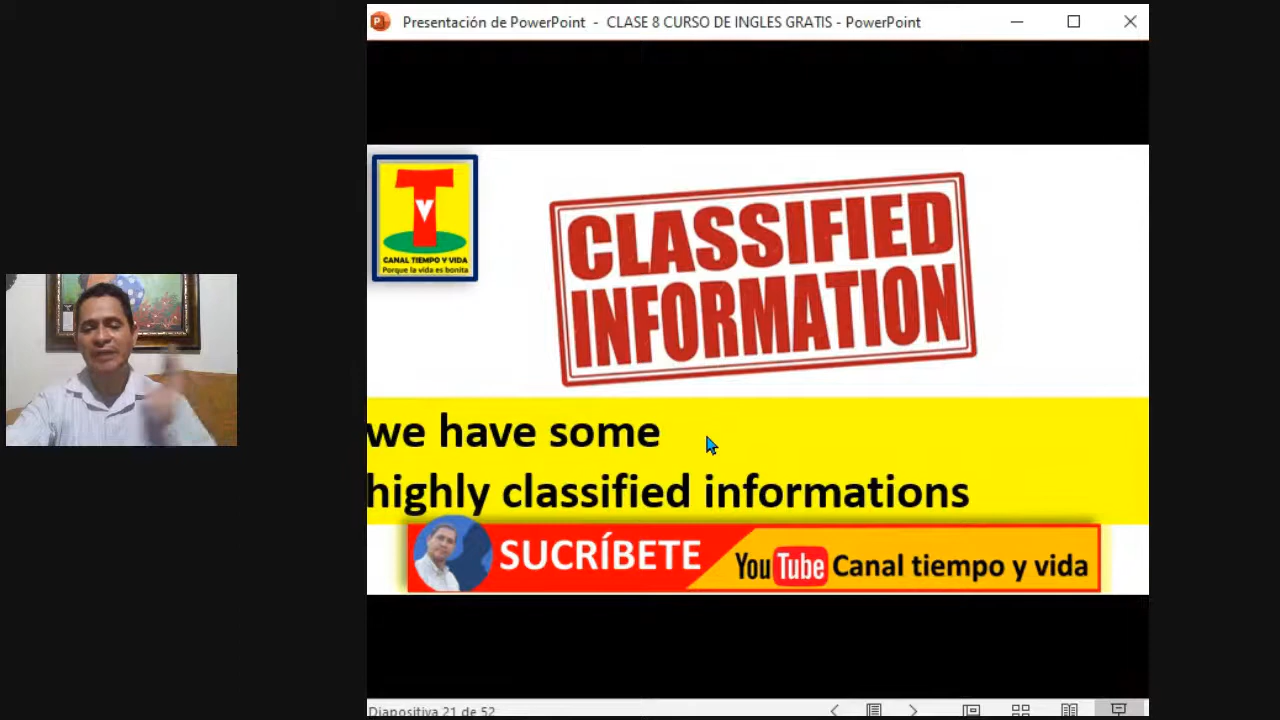 Presentación de PowerPoint - CLASE 8 CURSO DE INGLES GRATIS - PowerPoint
T
V
CANAL TIEMPO Y VIDA
Porque la vida es bonita
CLASSIFIED
INFORMATION
we have some
highly classified informations
SUCRÍBETE
YouTube Canal tiempo y vida
Diapositiva 21 de 52